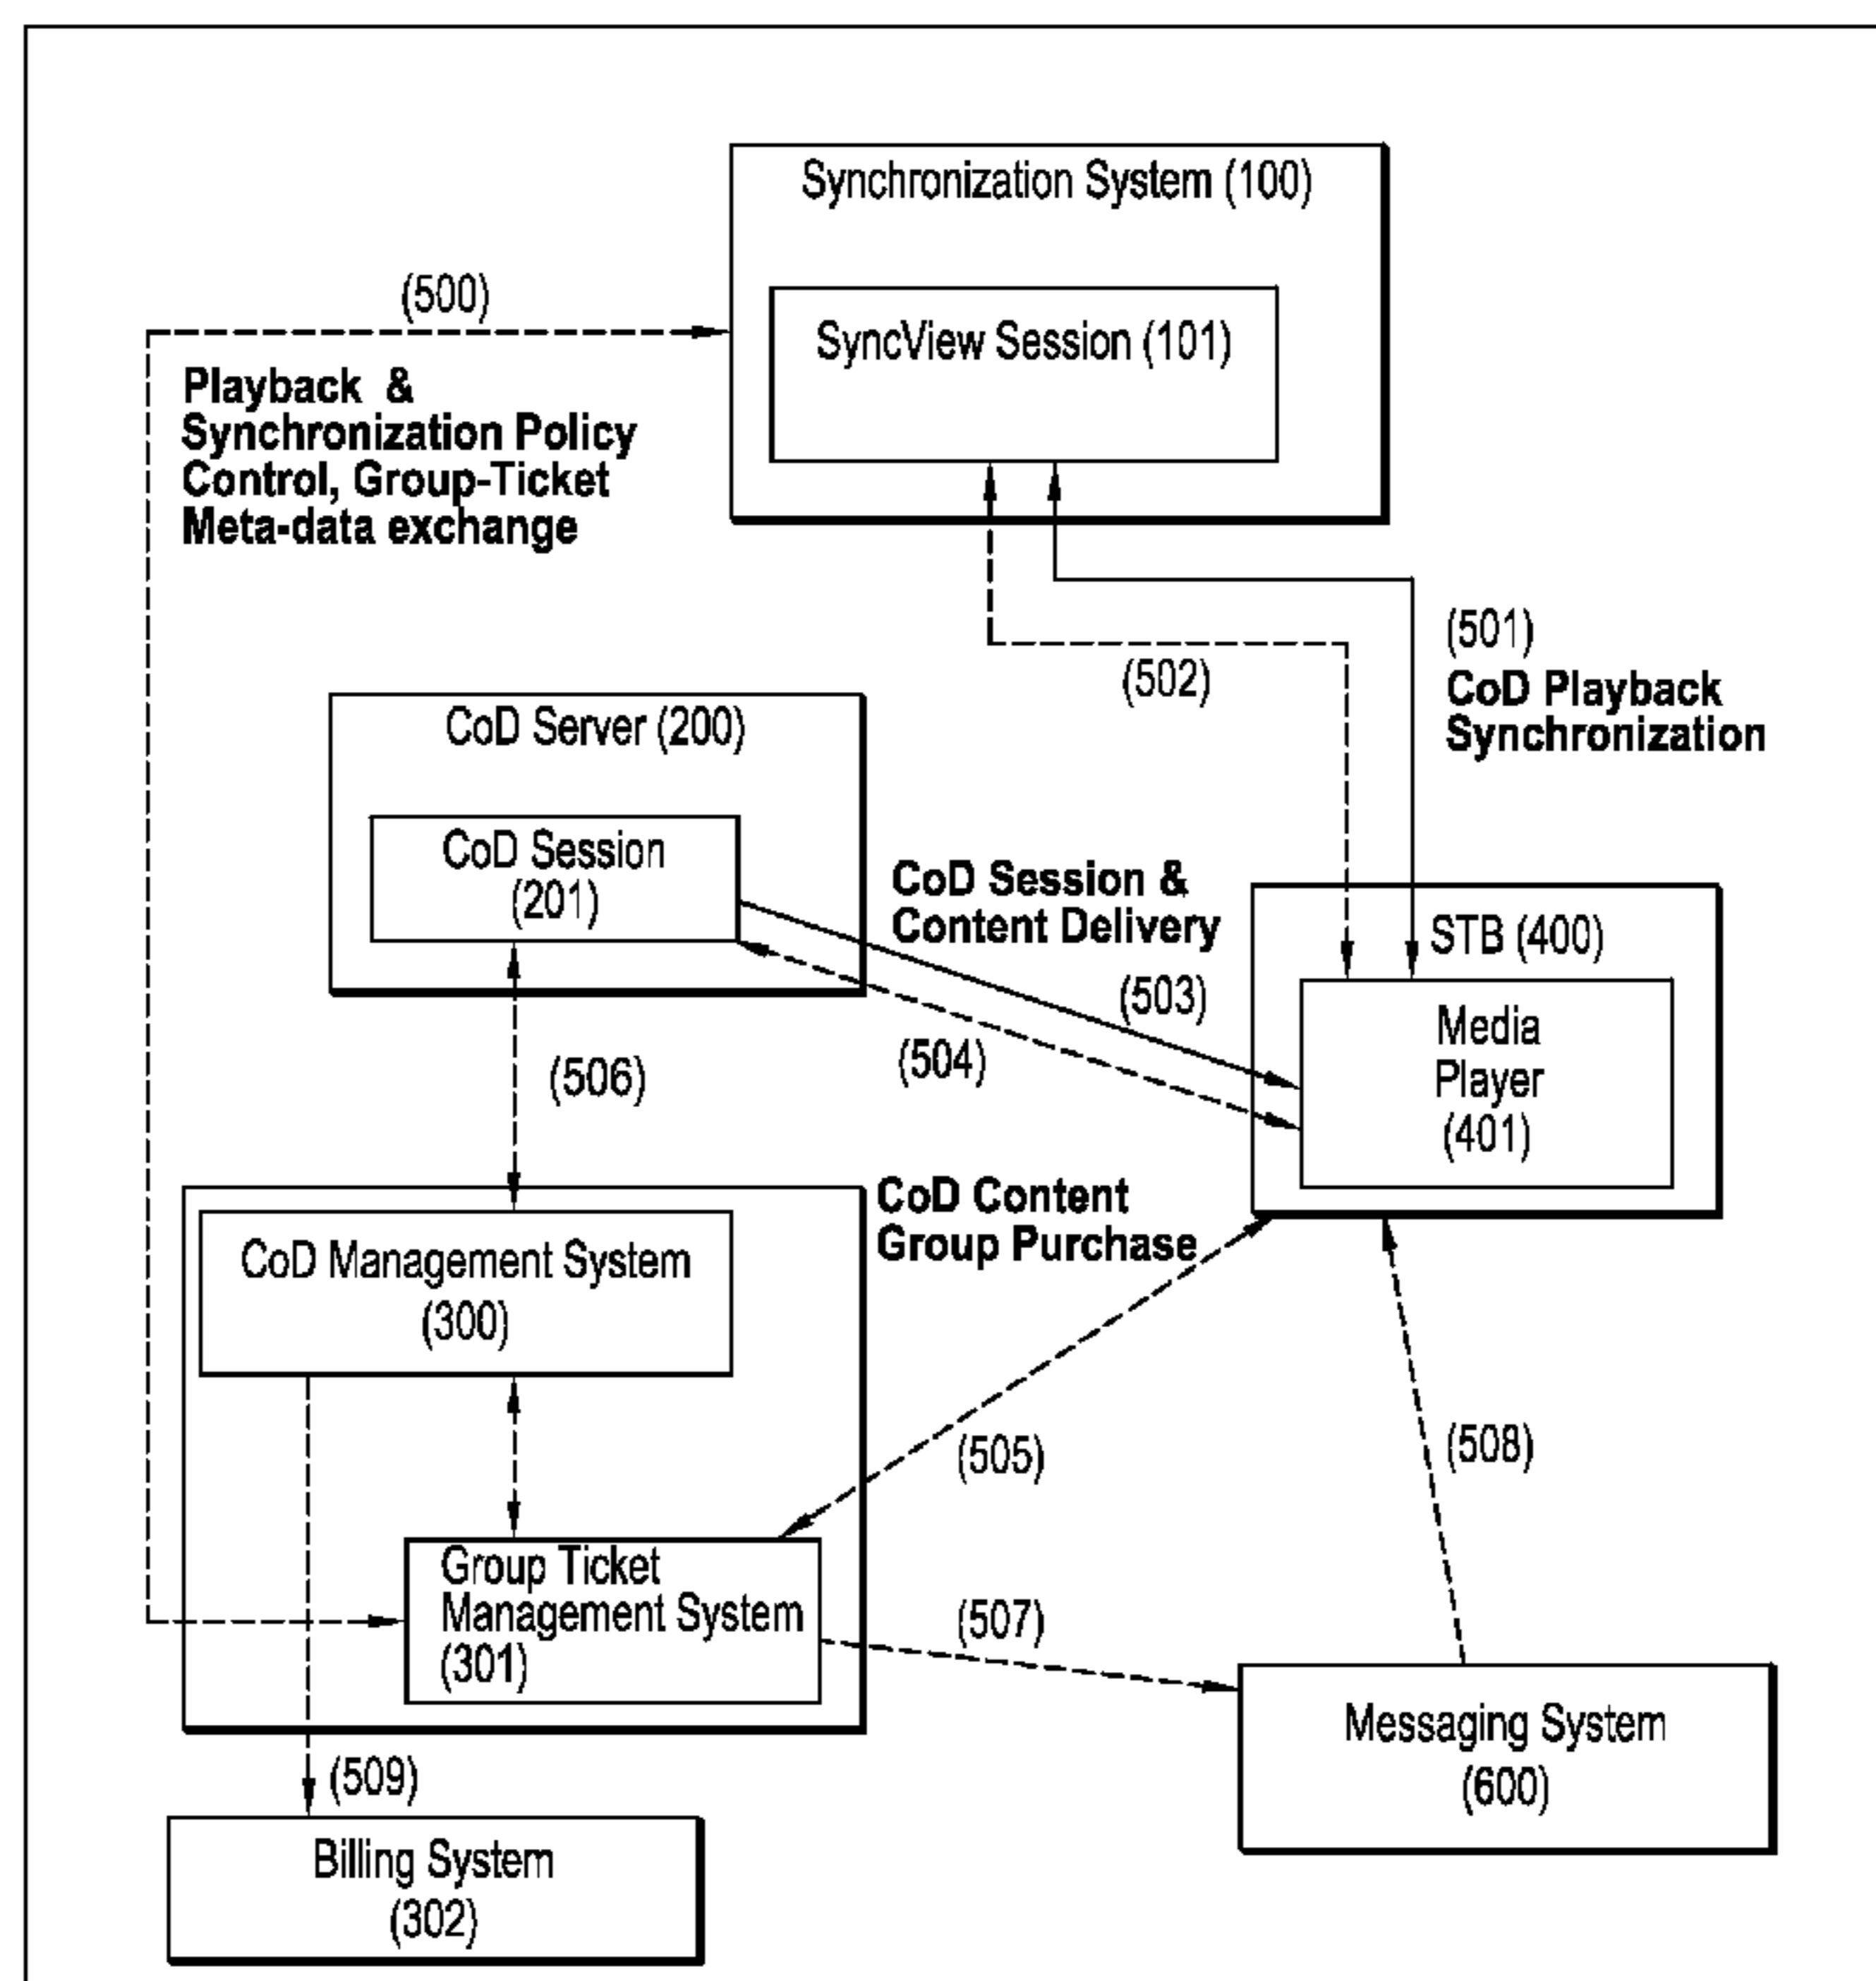 Synchronization System (100)
SyncView Session (101)
(500)
Playback &
Synchronization Policy
Control, Group-Ticket
Meta-data exchange
(501)
CoD Playback
Synchronization
(502)
CoD Server (200)
CoD Session
(201)
CoD Session &
Content Delivery
(503)
(504)
STB (400)
Media
Player
(401)
(506)
CoD Content
Group Purchase
CoD Management System
(300)
(505)
(508)
Group Ticket
Management System
(301)
(507)
Messaging System
(600)
(509)
Billing System
(302)